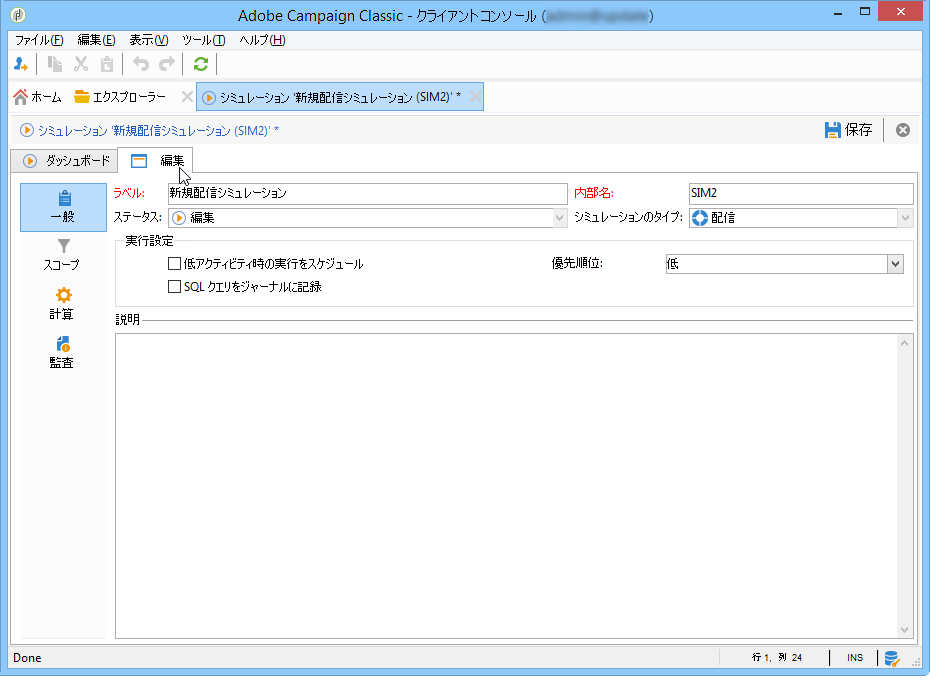 Adobe Campaign Classic - クライアントコンソール ( )
ファイル(F) 編集(E) 表示(V) ツール(T) ヘルプ(H)
ホーム エクスプローラー シミュレーション '新規配信シミュレーション (SIM2)' *
シミュレーション '新規配信シミュレーション (SIM2)' * 保存
ダッシュボード 編集
一般
スコープ
計算
監査
ラベル: 新規配信シミュレーション 内部名: SIM2
ステータス: 編集 シミュレーションのタイプ: 配信
実行設定
低アクティビティ時の実行をスケジュール 優先順位: 低
SQL クエリをジャーナルに記録
説明
Done 行 1, 列 24 INS